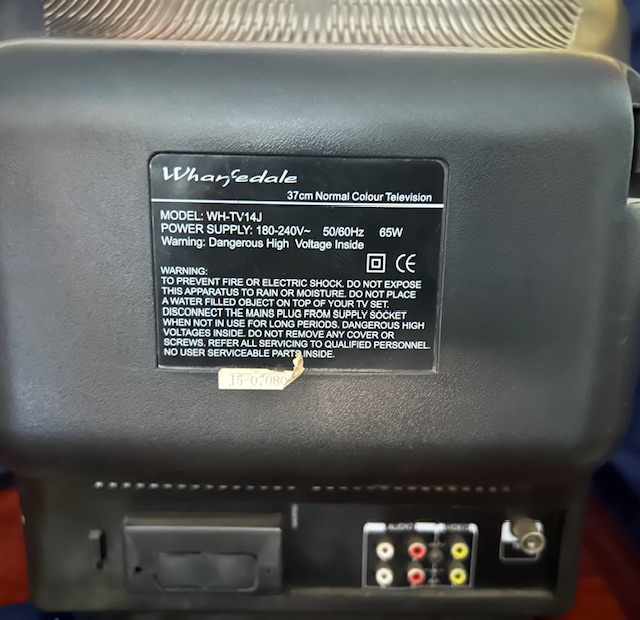 Wharfedale
37cm Normal Colour Television
MODEL: WH-TV14J
POWER SUPPLY: 180-240V~ 50/60Hz 65W
Warning: Dangerous High Voltage Inside
CE
WARNING:
TO PREVENT FIRE OR ELECTRIC SHOCK. DO NOT EXPOSE
THIS APPARATUS TO RAIN OR MOISTURE. DO NOT PLACE
A WATER FILLED OBJECT ON TOP OF YOUR TV SET.
DISCONNECT THE MAINS PLUG FROM SUPPLY SOCKET
WHEN NOT IN USE FOR LONG PERIODS. DANGEROUS HIGH
VOLTAGES INSIDE. DO NOT REMOVE ANY COVER OR
SCREWS. REFER ALL SERVICING TO QUALIFIED PERSONNEL.
NO USER SERVICEABLE PARTS INSIDE.